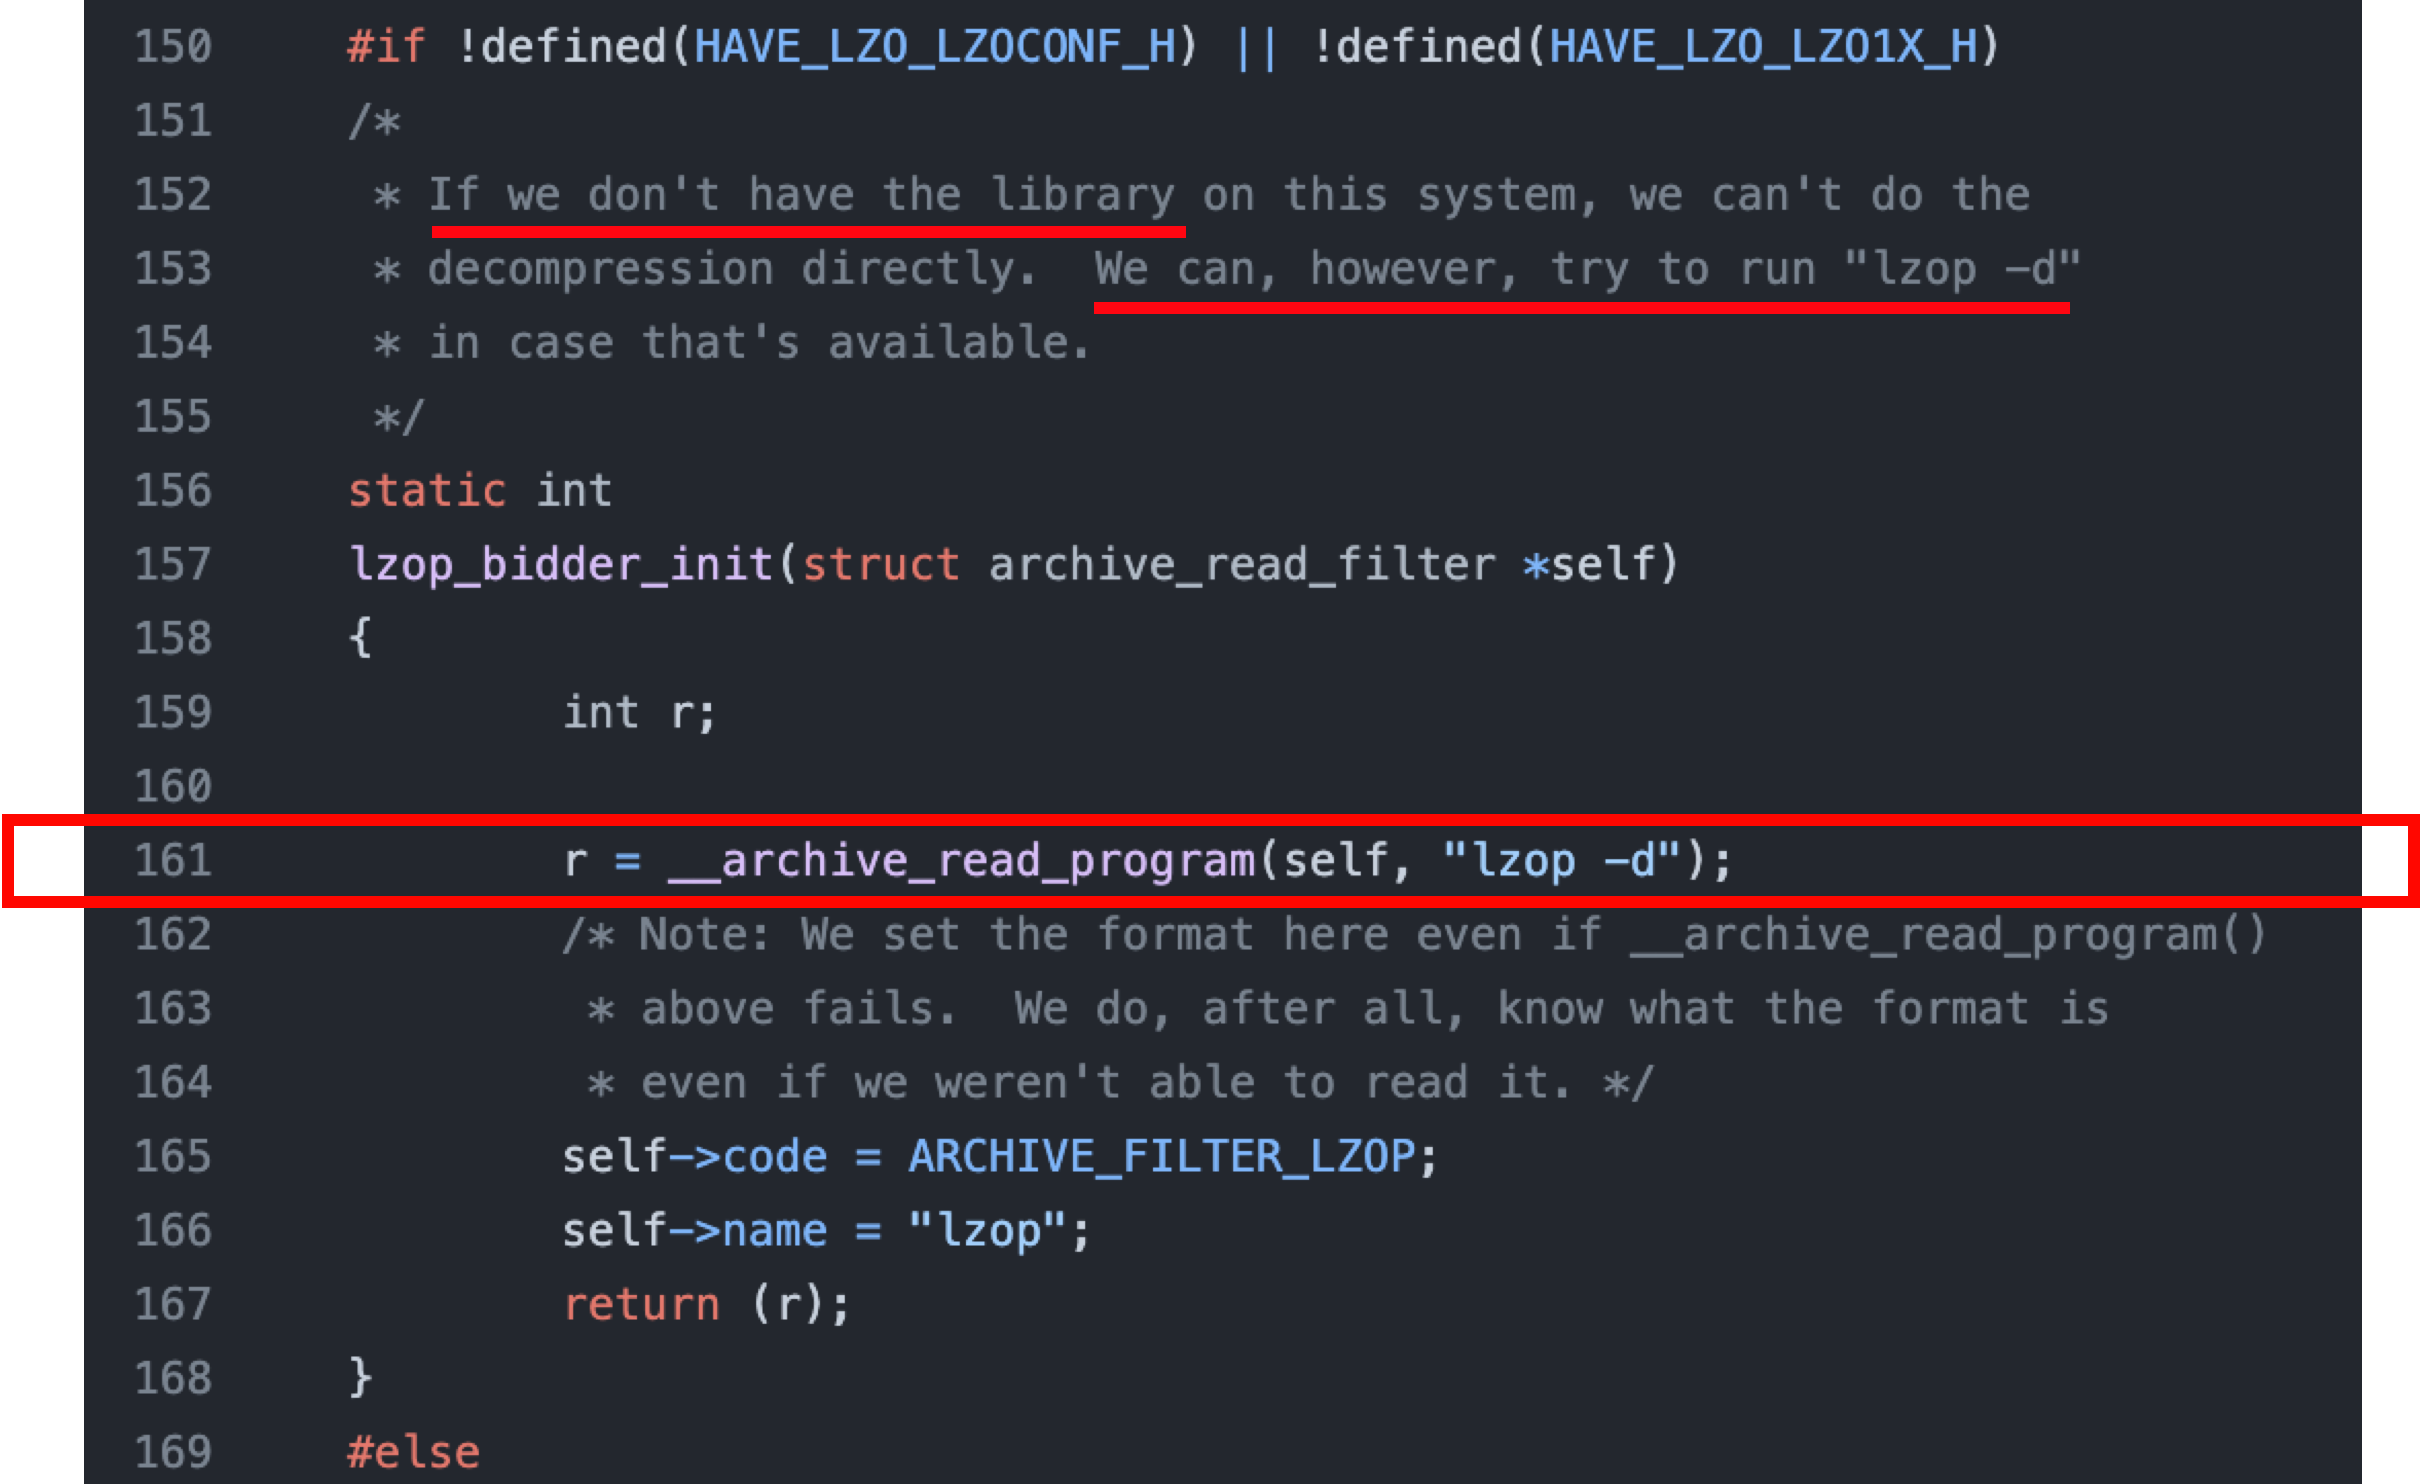 150 #if !defined(HAVE_LZO_LZOCONF_H) || !defined(HAVE_LZO_LZO1X_H)
151 /*
152  * If we don't have the library on this system, we can't do the
153  * decompression directly.  We can, however, try to run "lzop -d"
154  * in case that's available.
155  */
156 static int
157 lzop_bidder_init(struct archive_read_filter *self)
158 {
159         int r;
160
161         r = __archive_read_program(self, "lzop -d");
162         /* Note: We set the format here even if __archive_read_program()
163          * above fails.  We do, after all, know what the format is
164          * even if we weren't able to read it. */
165         self->code = ARCHIVE_FILTER_LZOP;
166         self->name = "lzop";
167         return (r);
168 }
169 #else